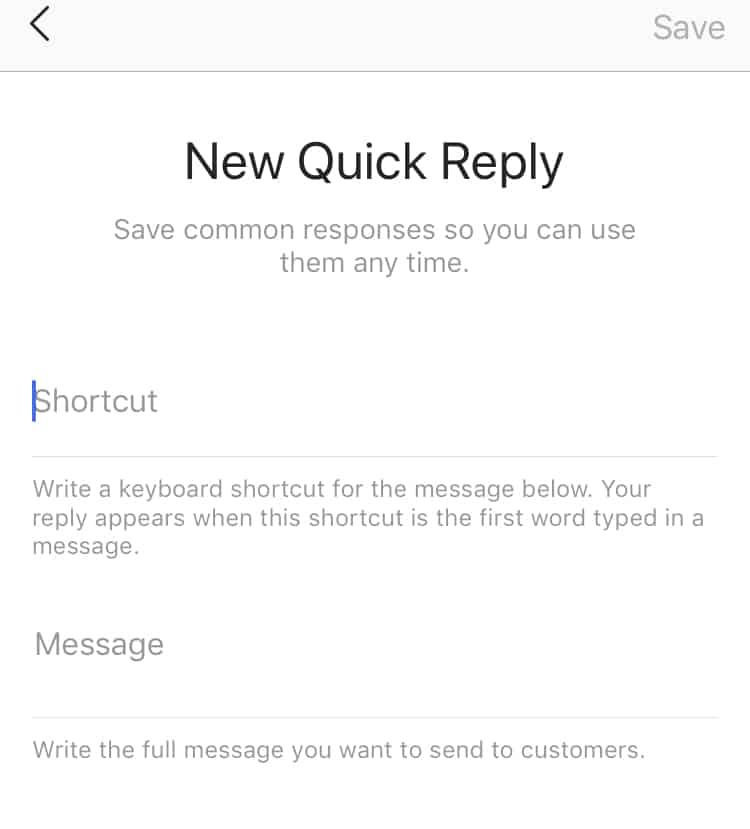 Save
New Quick Reply
Save common responses so you can use
them any time.
Shortcut
Write a keyboard shortcut for the message below. Your
reply appears when this shortcut is the first word typed in a
message.
Message
Write the full message you want to send to customers.